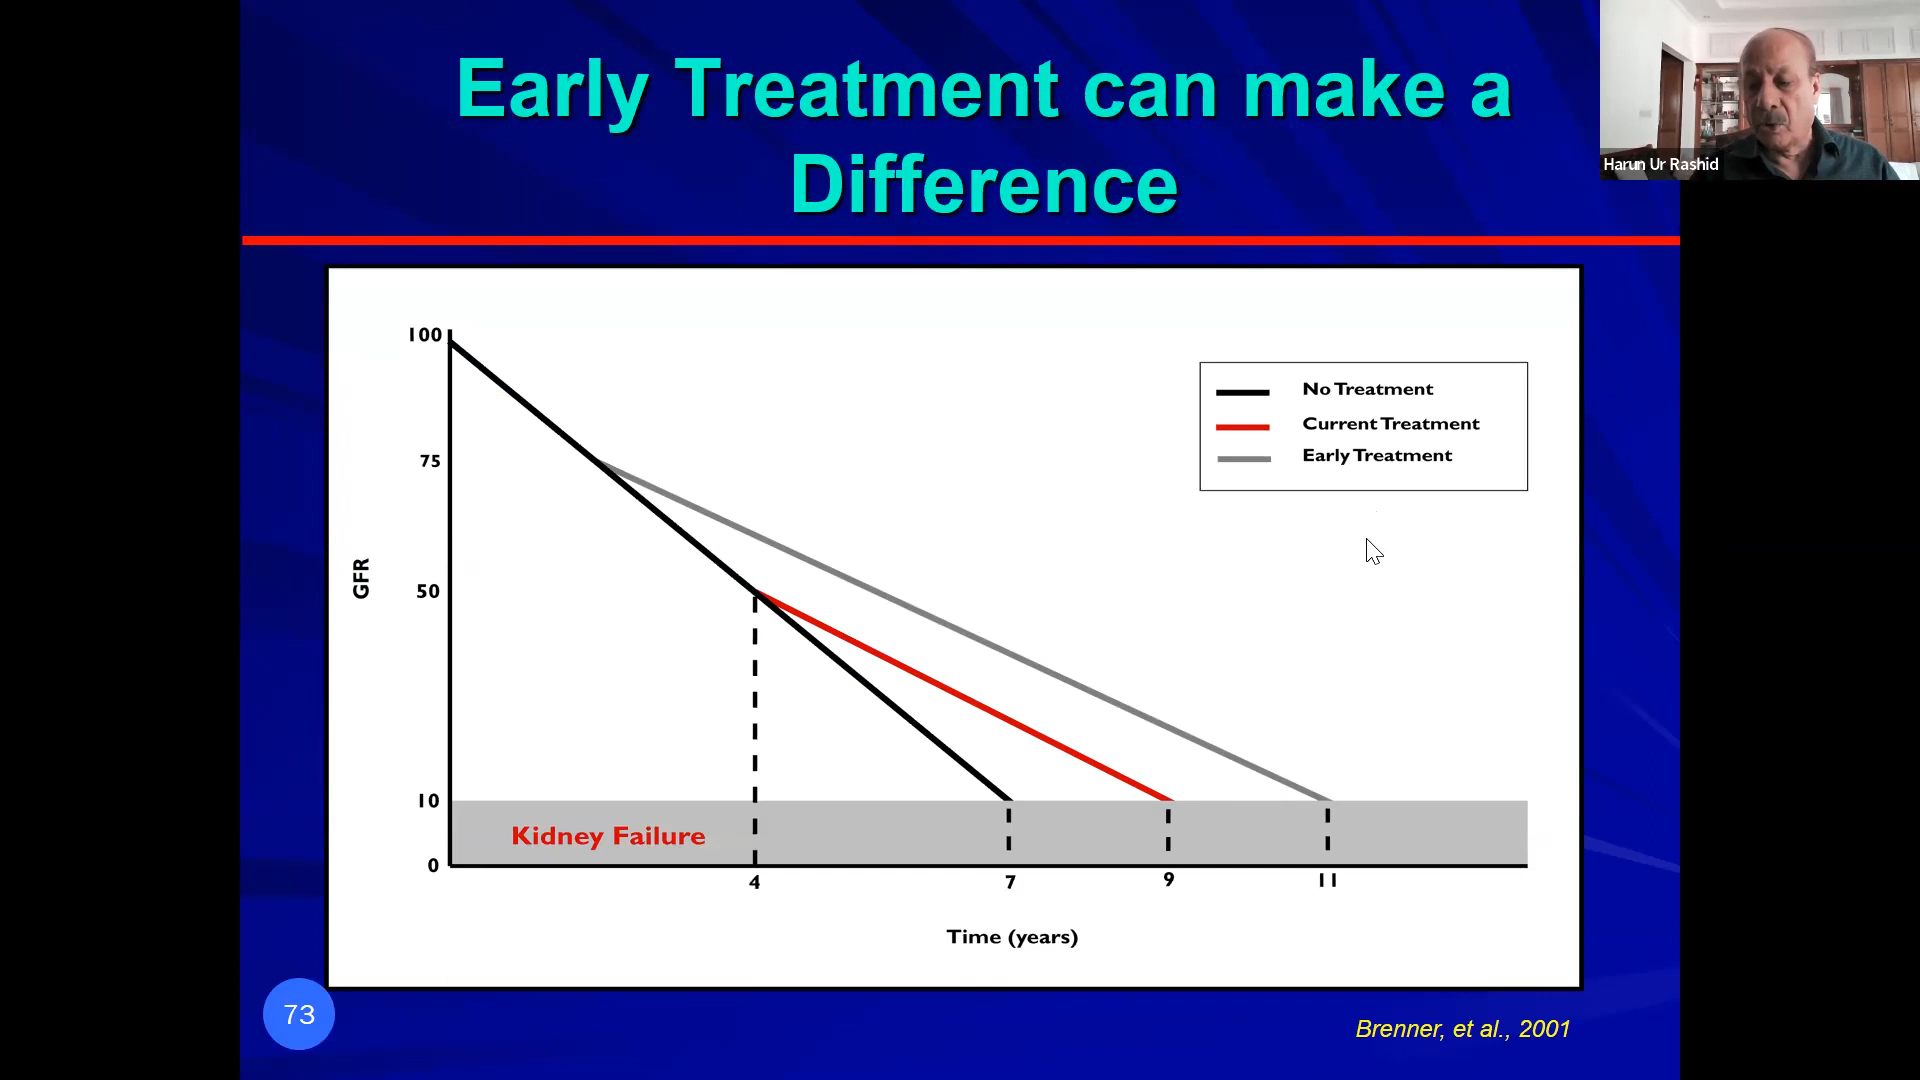 Early Treatment can make a
Difference
Harun Ur Rashid
100
75
50
10
0
GFR
No Treatment
Current Treatment
Early Treatment
Kidney Failure
4
7
9
11
Time (years)
73
Brenner, et al., 2001